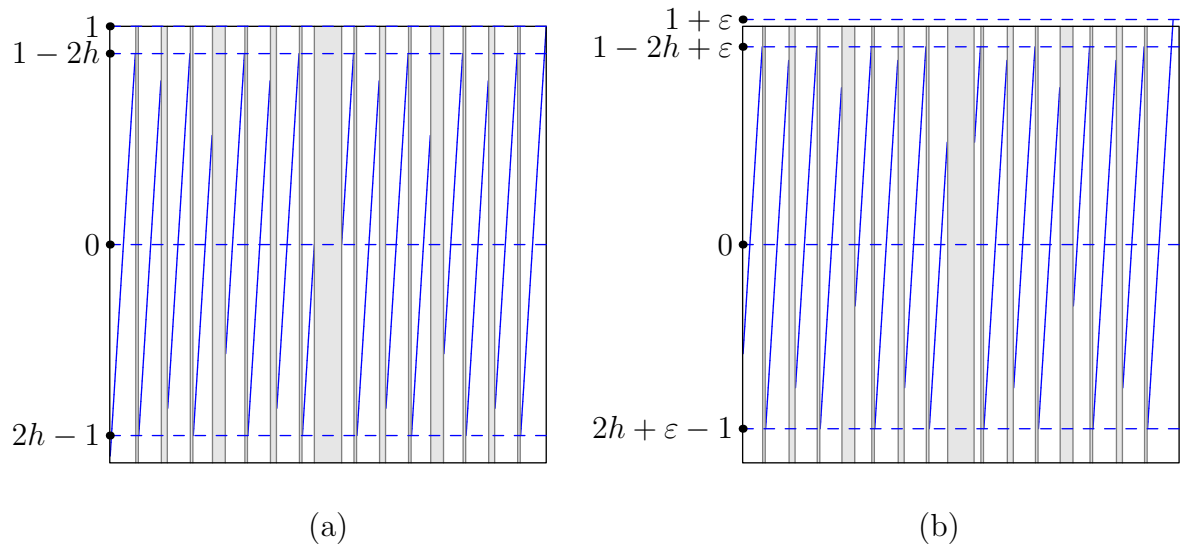 1
1 − 2h
0
2h − 1
(a)
1 + ε
1 − 2h + ε
0
2h + ε − 1
(b)